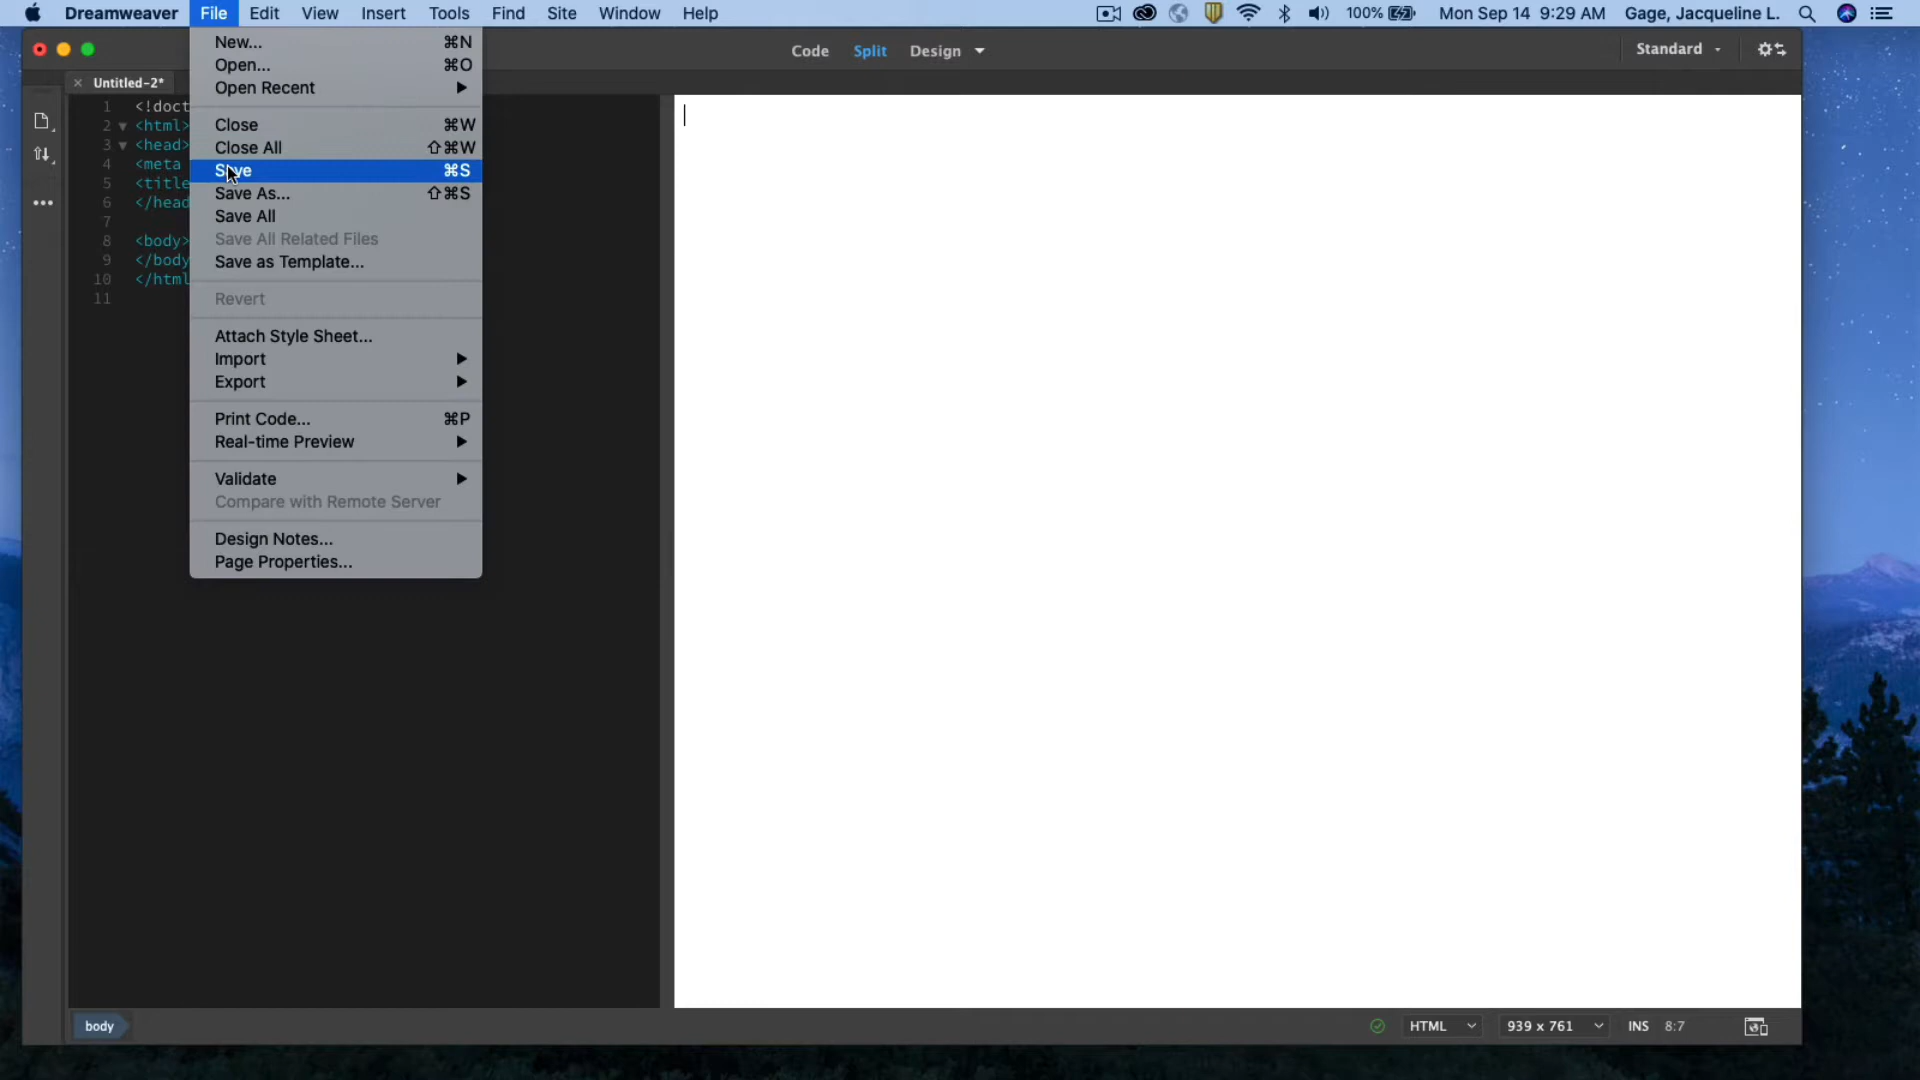 Dreamweaver File Edit View Insert Tools Find Site Window Help 100% Mon Sep 14 9:29 AM Gage, Jacqueline L.
Code Split Design Standard
× Untitled-2*
New... ⌘N
Open... ⌘O
Open Recent
Close ⌘W
Close All ⇧⌘W
Save ⌘S
Save As... ⇧⌘S
Save All
Save All Related Files
Save as Template...
Revert
Attach Style Sheet...
Import
Export
Print Code... ⌘P
Real-time Preview
Validate
Compare with Remote Server
Design Notes...
Page Properties...
1 <!doct
2 <html>
3 <head>
4 <meta
5 <title
6 </head
7
8 <body>
9 </body
10 </html
11
body HTML 939 x 761 INS 8:7